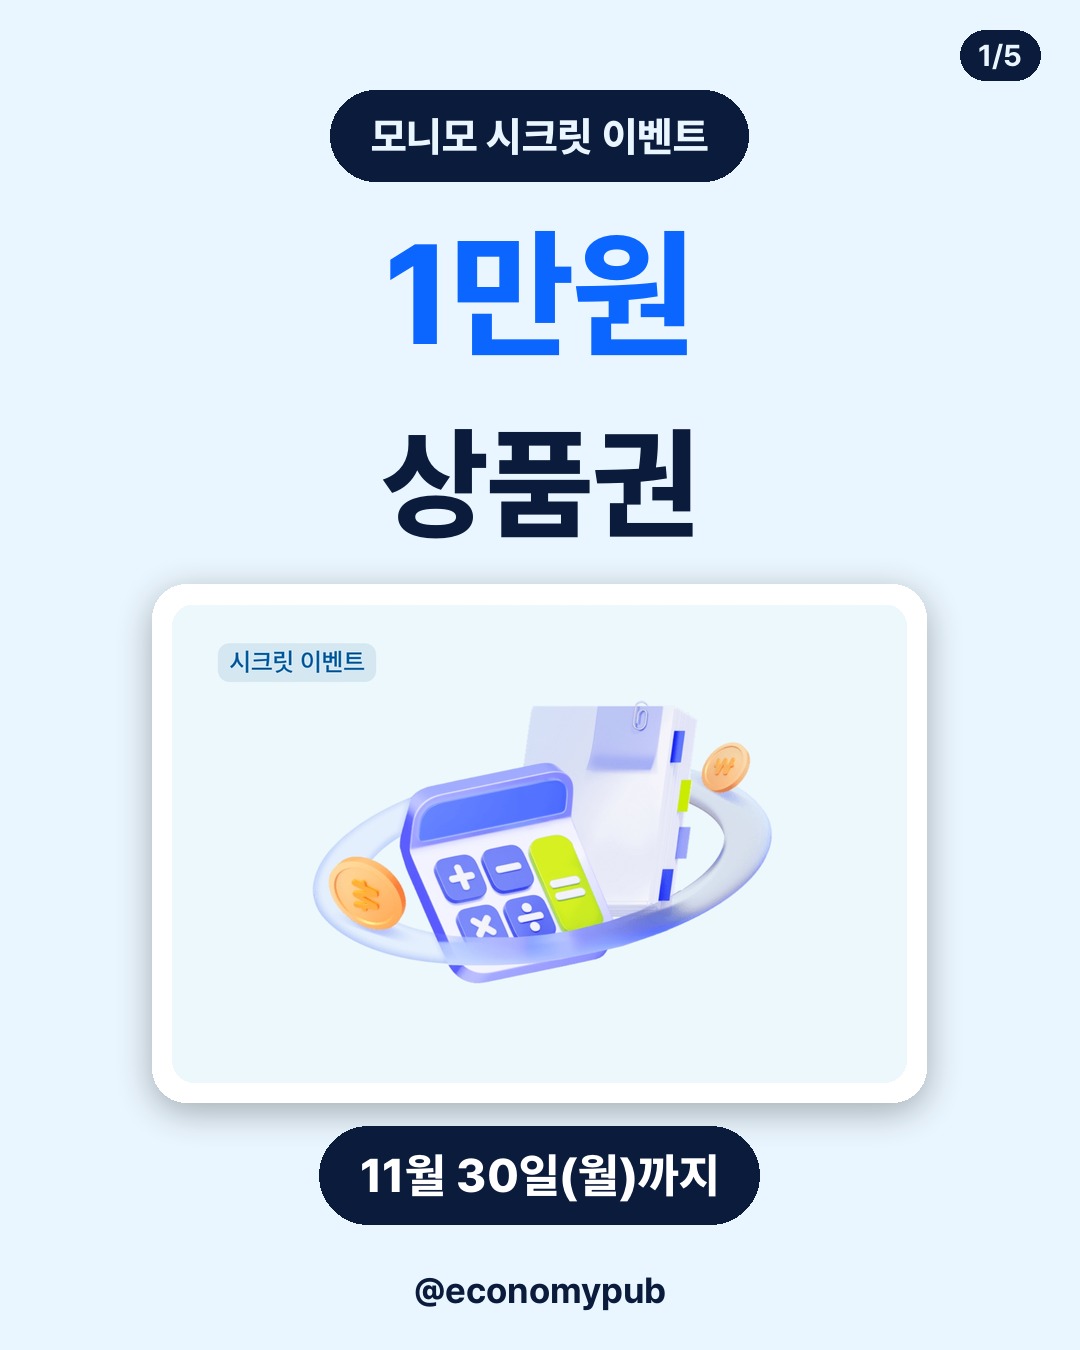 1/5
모니모 시크릿 이벤트
1만원
상품권
시크릿 이벤트
11월 30일(월)까지
@economypub